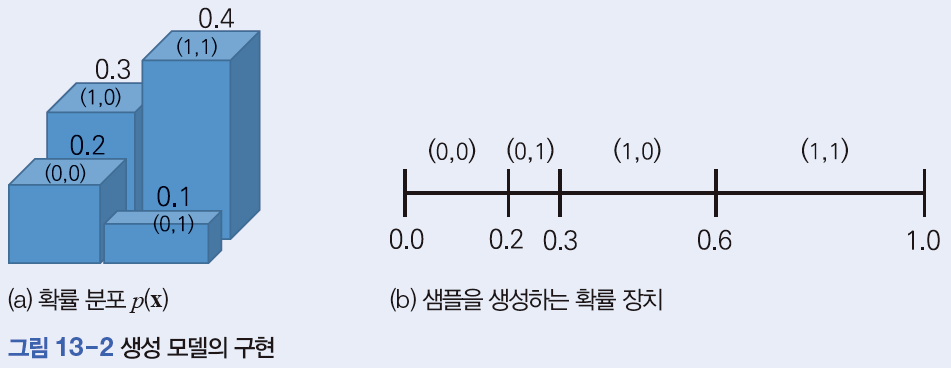 0.4
(1,1)
0.3
(1,0)
0.2
(0,0)
0.1
(0,1)
(0,0) (0,1) (1,0) (1,1)
0.0 0.2 0.3 0.6 1.0
(a) 확률 분포 p(x)
(b) 샘플을 생성하는 확률 장치
그림 13-2 생성 모델의 구현